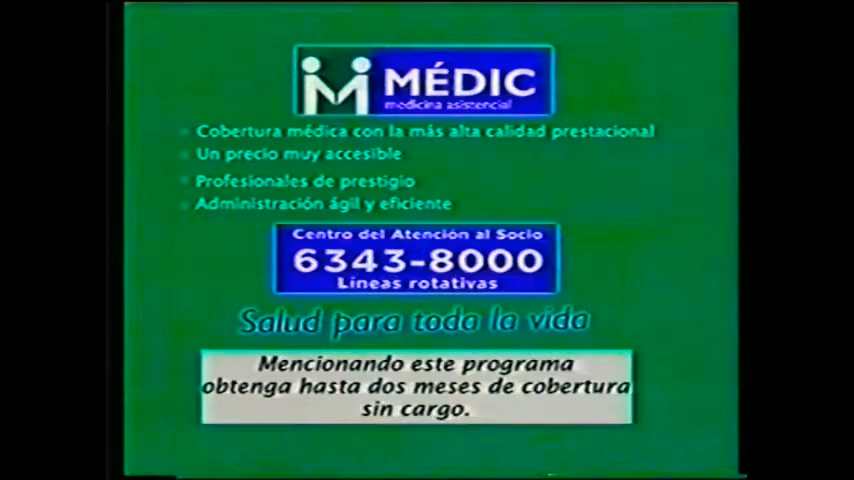 MÉDIC
medicina asistencial
Cobertura médica con la más alta calidad prestacional
Un precio muy accesible
Profesionales de prestigio
Administración ágil y eficiente
Centro del Atención al Socio
6343-8000
Líneas rotativas
Salud para toda la vida
Mencionando este programa
obtenga hasta dos meses de cobertura
sin cargo.